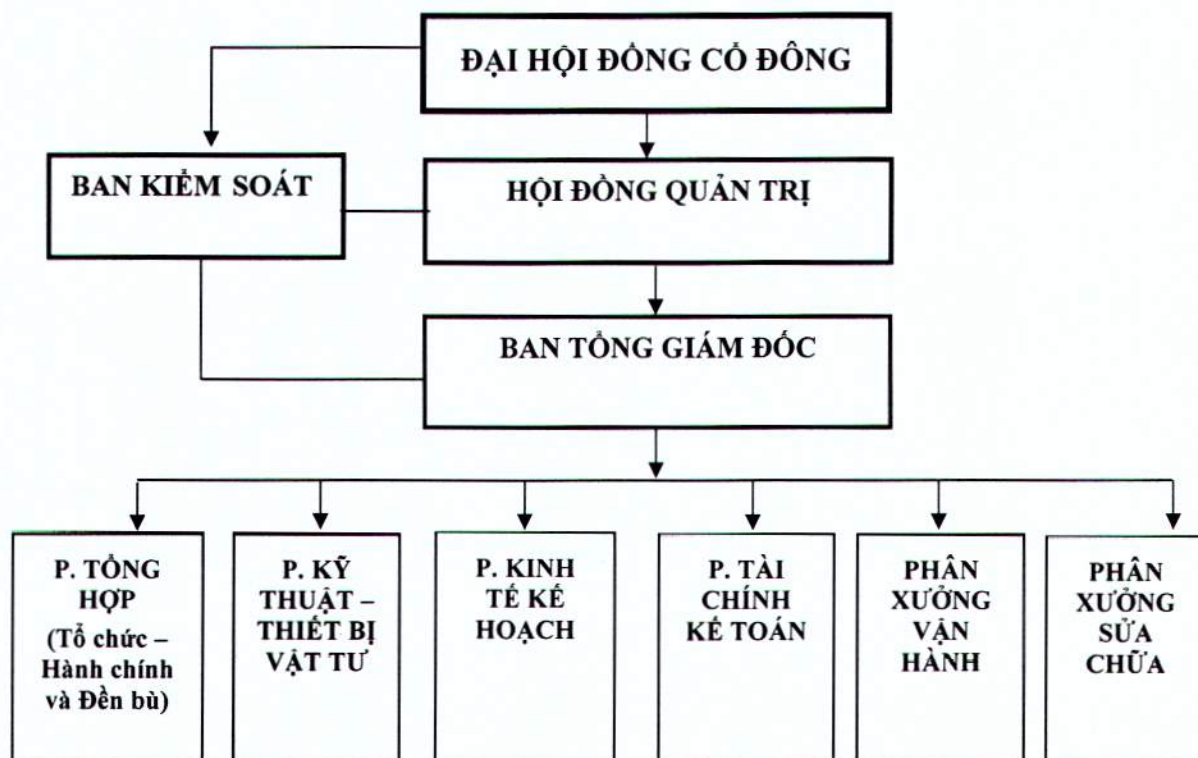 ĐẠI HỘI ĐỒNG CỔ ĐÔNG
BAN KIỂM SOÁT
HỘI ĐỒNG QUẢN TRỊ
BAN TỔNG GIÁM ĐỐC
P. TỔNG
HỢP
(Tổ chức –
Hành chính
và Đền bù)
P. KỸ
THUẬT –
THIẾT BỊ
VẬT TƯ
P. KINH
TẾ KẾ
HOẠCH
P. TÀI
CHÍNH
KẾ TOÁN
PHÂN
XƯỞNG
VẬN
HÀNH
PHÂN
XƯỞNG
SỬA
CHỮA